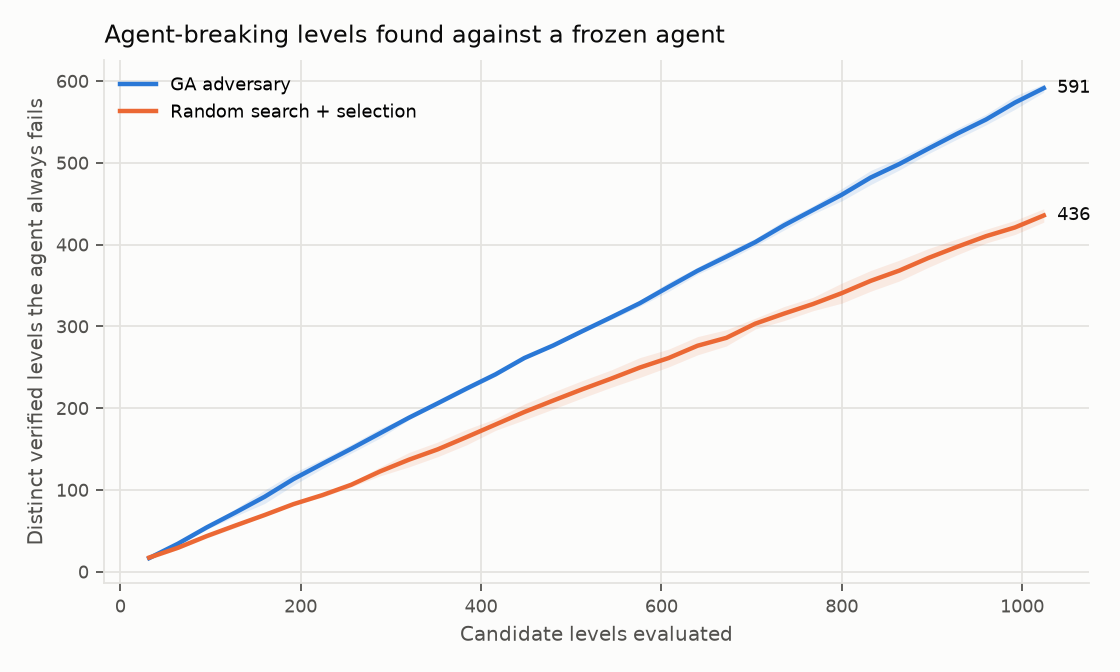 Agent-breaking levels found against a frozen agent
GA adversary
Random search + selection
591
436
Distinct verified levels the agent always fails
600
500
400
300
200
100
0
0 200 400 600 800 1000
Candidate levels evaluated